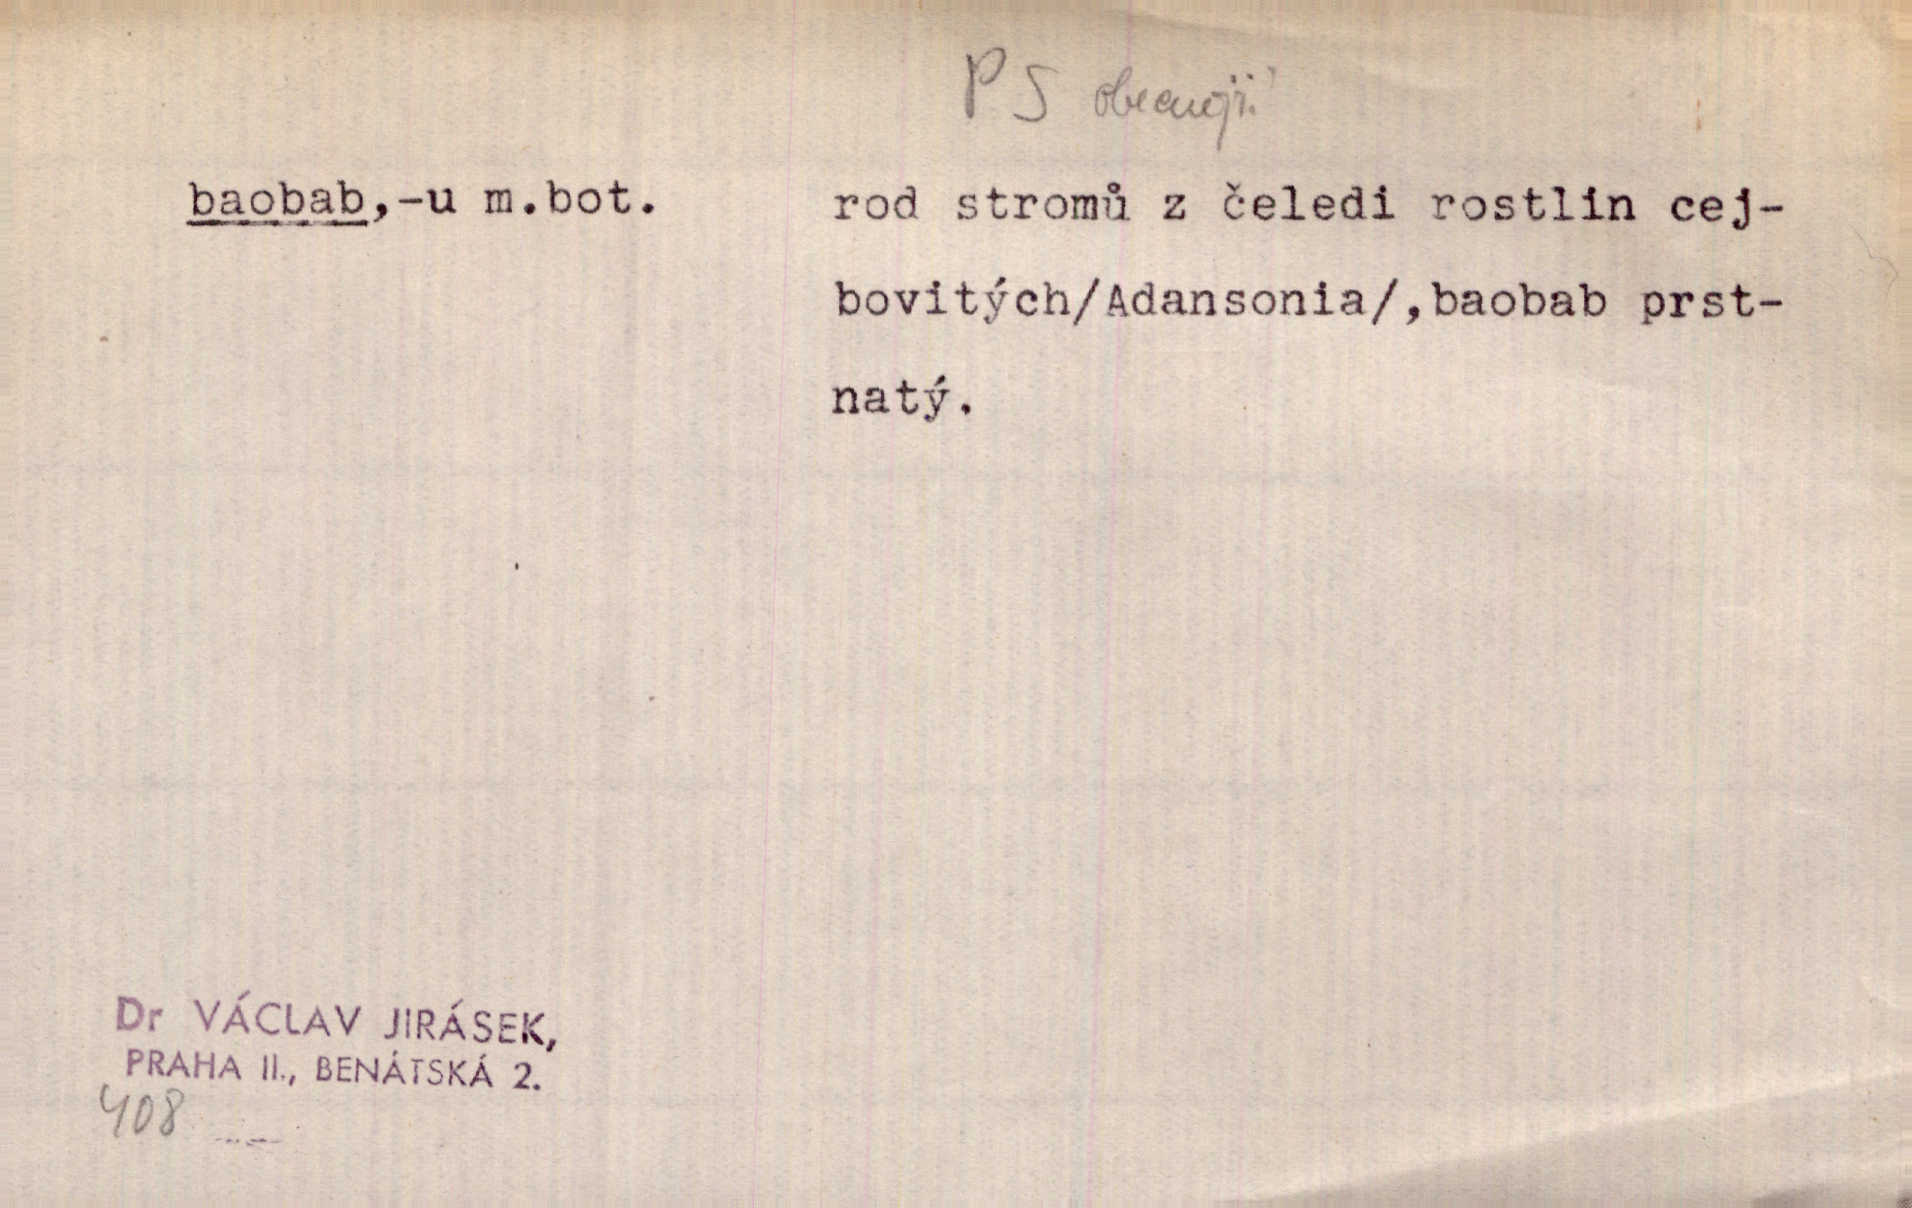 PS obecněji
baobab,-u m.bot.
rod stromů z čeledi rostlin cej-
bovitých/Adansonia/,baobab prst-
natý.
Dr VÁCLAV JIRÁSEK,
PRAHA II., BENÁTSKÁ 2.
408